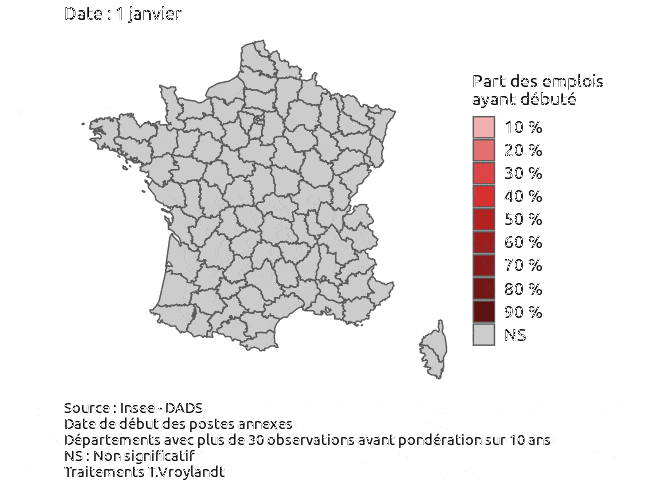 Date : 1 janvier
Part des emplois
ayant débuté
10 %
20 %
30 %
40 %
50 %
60 %
70 %
80 %
90 %
NS
Source : Insee - DADS
Date de début des postes annexes
Départements avec plus de 30 observations avant pondération sur 10 ans
NS : Non significatif
Traitements T.Vroylandt